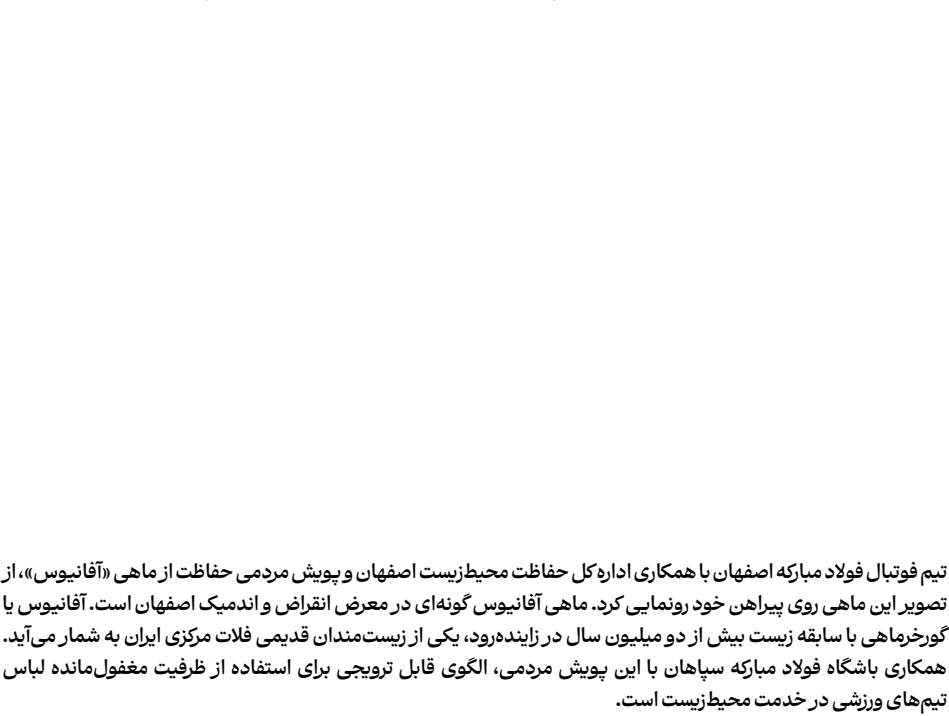 تیم فوتبال فولاد مبارکه اصفهان با همکاری اداره‌کل حفاظت محیط‌زیست اصفهان و پویش مردمی حفاظت از ماهی «آفانیوس»، از
تصویر این ماهی روی پیراهن خود رونمایی کرد. ماهی آفانیوس گونه‌ای در معرض انقراض و اندمیک اصفهان است. آفانیوس یا
گورخرماهی با سابقه زیست بیش از دو میلیون سال در زاینده‌رود، یکی از زیست‌مندان قدیمی فلات مرکزی ایران به شمار می‌آید.
همکاری باشگاه فولاد مبارکه سپاهان با این پویش مردمی، الگوی قابل ترویجی برای استفاده از ظرفیت مغفول‌مانده لباس
تیم‌های ورزشی در خدمت محیط‌زیست است.